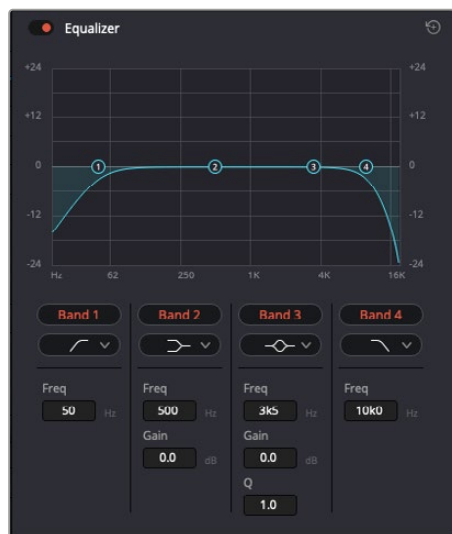 Equalizer
+24 +24
+12 +12
0 1 2 3 4 0
-12 -12
-24 -24
Hz 62 250 1K 4K 16K
Band 1 Band 2 Band 3 Band 4
Freq Freq Freq Freq
50 Hz 500 Hz 3k5 Hz 10k0 Hz
Gain Gain
0.0 dB 0.0 dB
Q
1.0